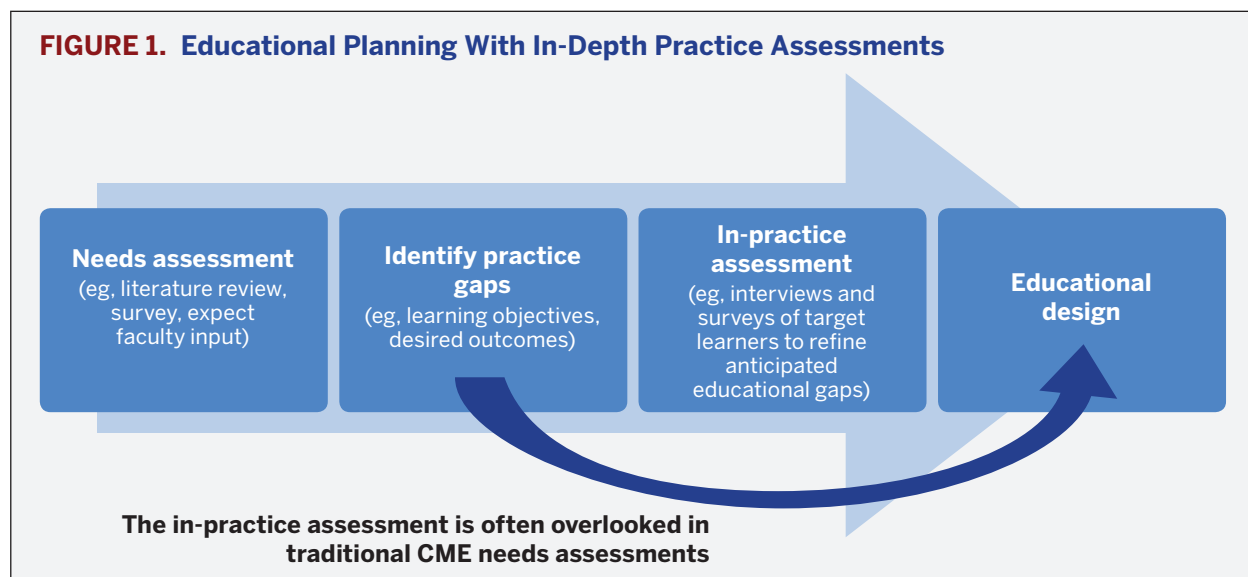 FIGURE 1. Educational Planning With In-Depth Practice Assessments
Needs assessment
(eg, literature review,
survey, expect
faculty input)
Identify practice
gaps
(eg, learning objectives,
desired outcomes)
In-practice
assessment
(eg, interviews and
surveys of target
learners to refine
anticipated
educational gaps)
Educational
design
The in-practice assessment is often overlooked in
traditional CME needs assessments